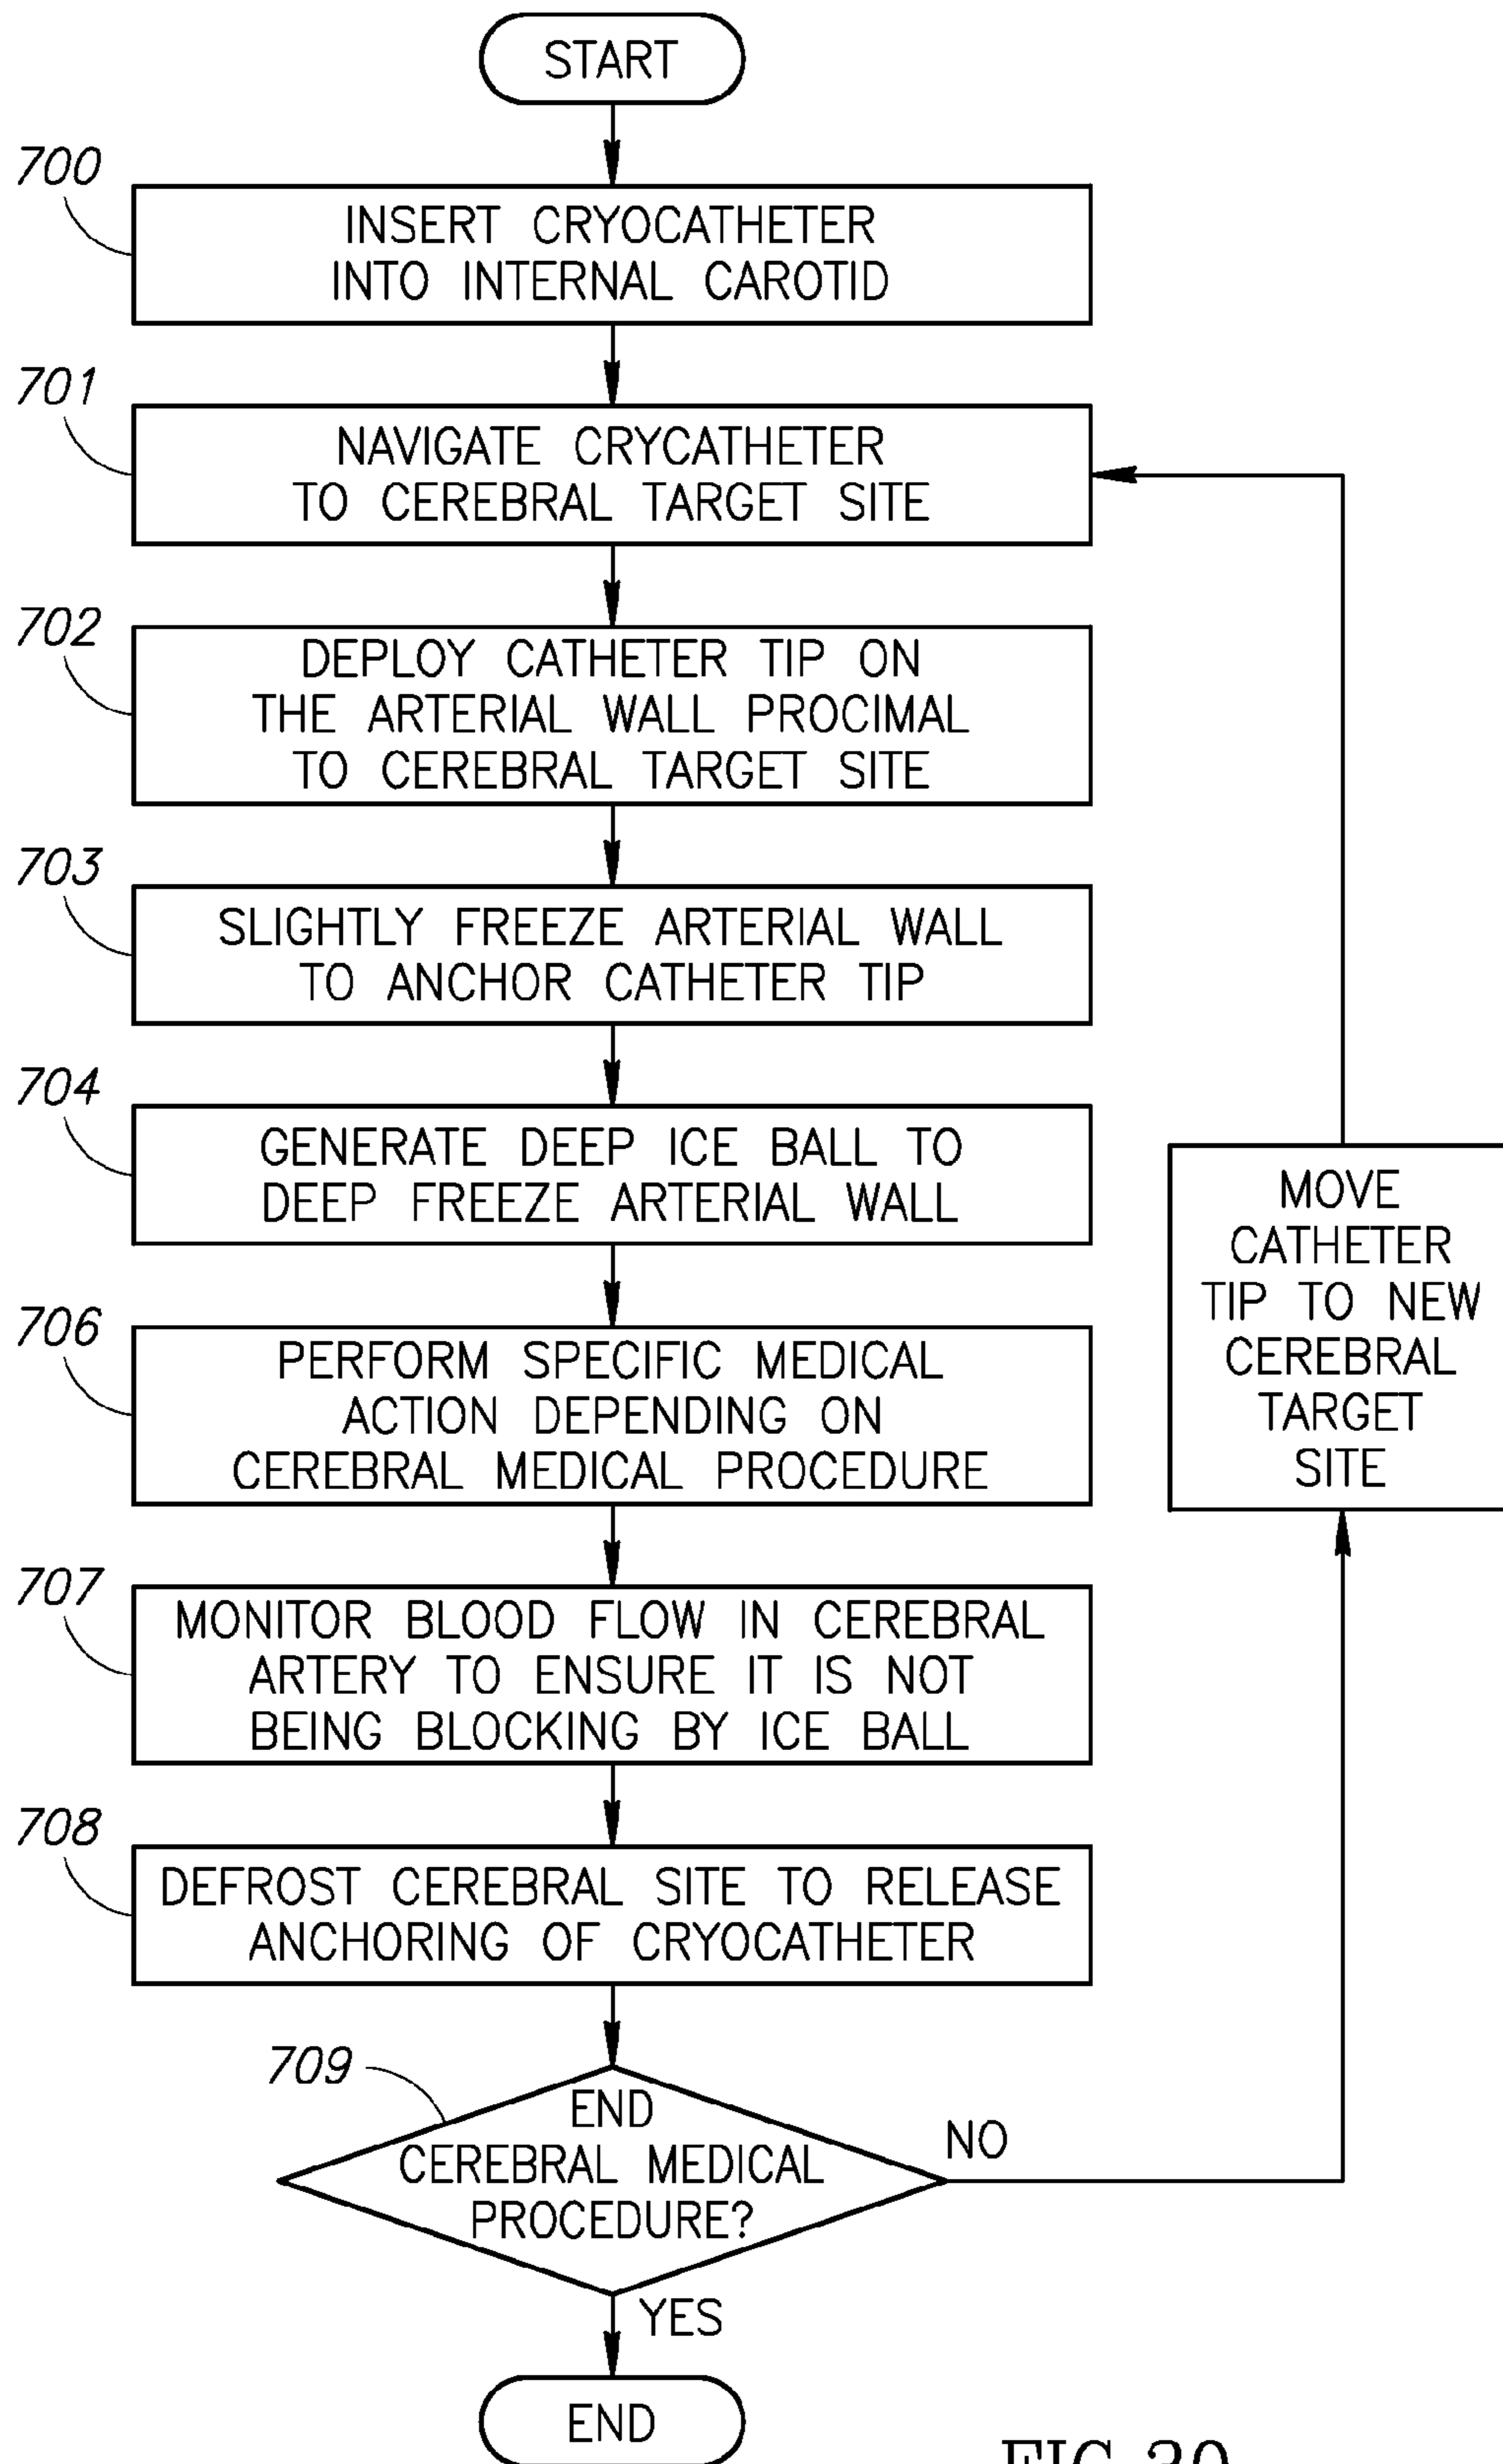 START
700
INSERT CRYOCATHETER
INTO INTERNAL CAROTID
701
NAVIGATE CRYCATHETER
TO CEREBRAL TARGET SITE
702
DEPLOY CATHETER TIP ON
THE ARTERIAL WALL PROCIMAL
TO CEREBRAL TARGET SITE
703
SLIGHTLY FREEZE ARTERIAL WALL
TO ANCHOR CATHETER TIP
704
GENERATE DEEP ICE BALL TO
DEEP FREEZE ARTERIAL WALL
706
PERFORM SPECIFIC MEDICAL
ACTION DEPENDING ON
CEREBRAL MEDICAL PROCEDURE
707
MONITOR BLOOD FLOW IN CEREBRAL
ARTERY TO ENSURE IT IS NOT
BEING BLOCKING BY ICE BALL
708
DEFROST CEREBRAL SITE TO RELEASE
ANCHORING OF CRYOCATHETER
709
END
CEREBRAL MEDICAL
PROCEDURE?
NO
MOVE
CATHETER
TIP TO NEW
CEREBRAL
TARGET
SITE
YES
END
FIG.20